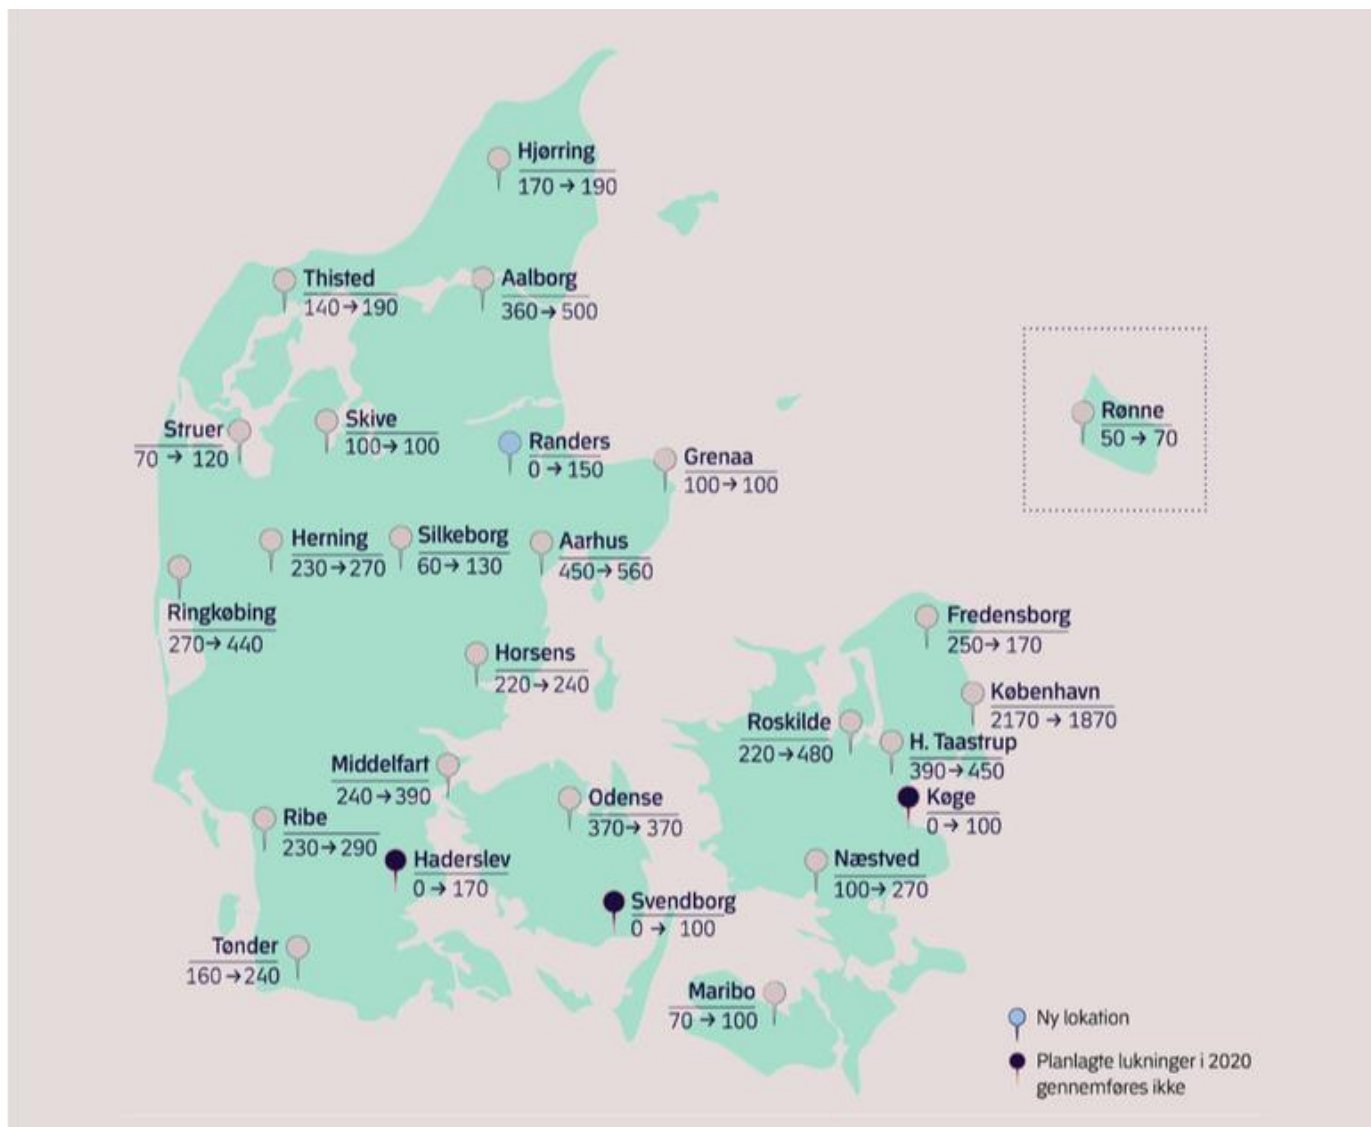 Hjørring
170 → 190
Thisted
140 → 190
Aalborg
360 → 500
Struer
70 → 120
Skive
100 → 100
Randers
0 → 150
Grenaa
100 → 100
Rønne
50 → 70
Herning
230 → 270
Silkeborg
60 → 130
Aarhus
450 → 560
Ringkøbing
270 → 440
Horsens
220 → 240
Fredensborg
250 → 170
København
2170 → 1870
Roskilde
220 → 480
H. Taastrup
390 → 450
Middelfart
240 → 390
Odense
370 → 370
Køge
0 → 100
Ribe
230 → 290
Haderslev
0 → 170
Næstved
100 → 270
Svendborg
0 → 100
Tønder
160 → 240
Maribo
70 → 100
Ny lokation
Planlagte lukninger i 2020
gennemføres ikke